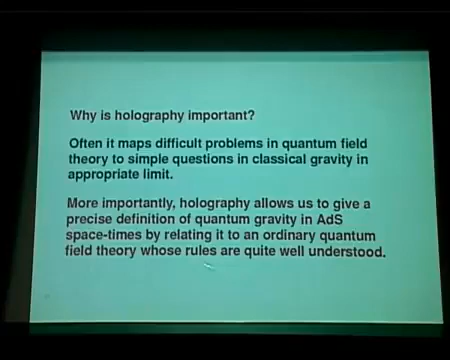 Why is holography important?
Often it maps difficult problems in quantum field
theory to simple questions in classical gravity in
appropriate limit.
More importantly, holography allows us to give a
precise definition of quantum gravity in AdS
space-times by relating it to an ordinary quantum
field theory whose rules are quite well understood.